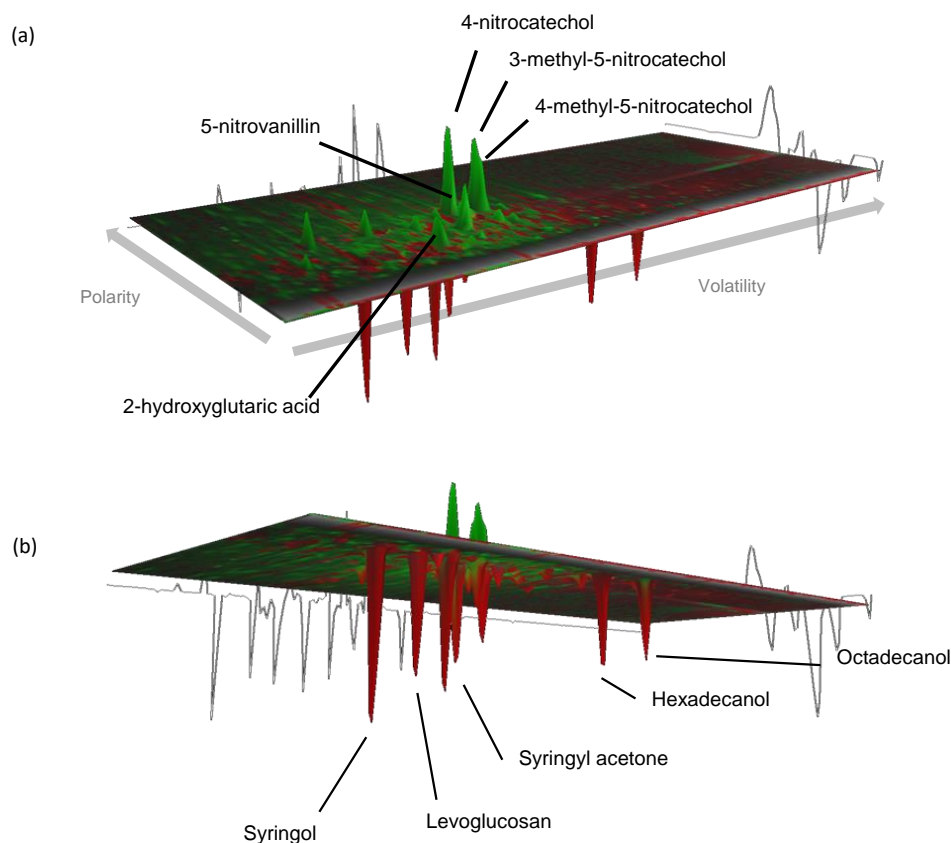 (a)
4-nitrocatechol
3-methyl-5-nitrocatechol
4-methyl-5-nitrocatechol
5-nitrovanillin
Polarity
Volatility
2-hydroxyglutaric acid
(b)
Octadecanol
Hexadecanol
Syringyl acetone
Levoglucosan
Syringol